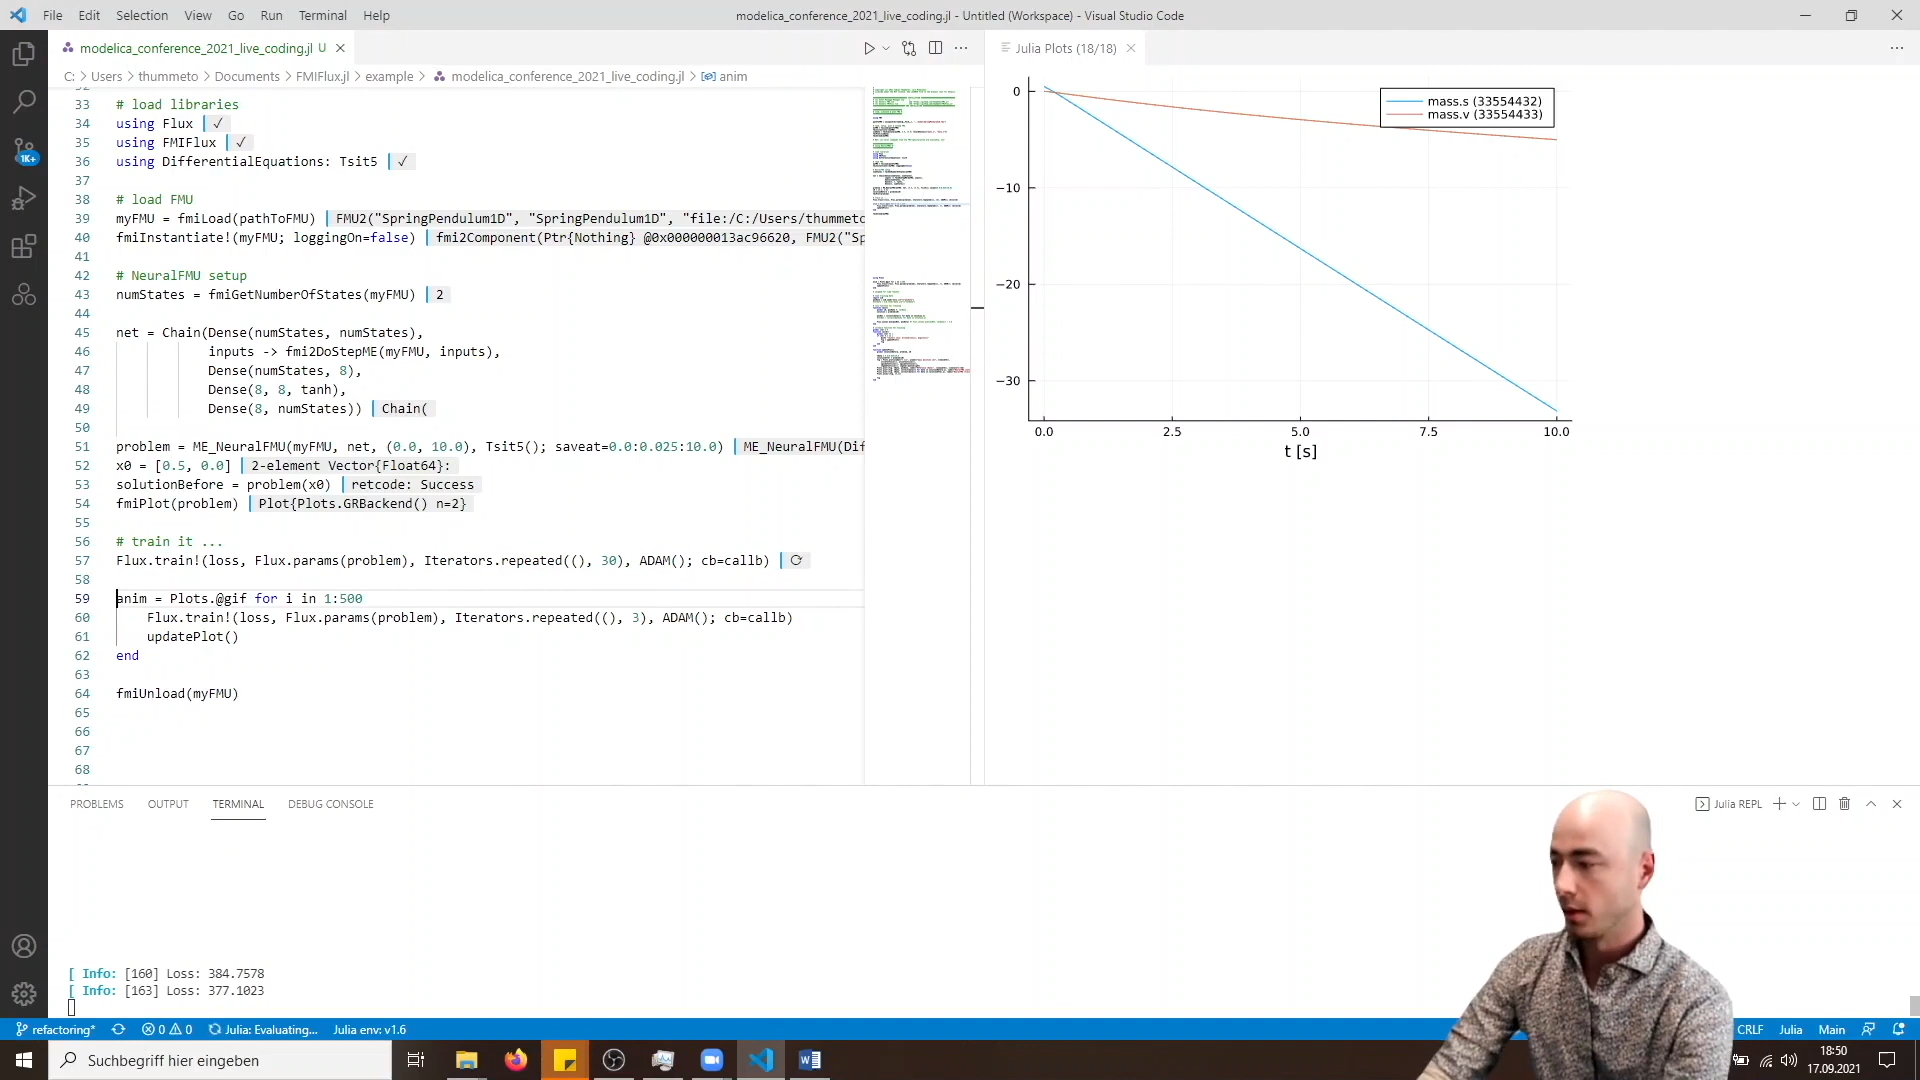 File Edit Selection View Go Run Terminal Help
modelica_conference_2021_live_coding.jl - Untitled (Workspace) - Visual Studio Code
modelica_conference_2021_live_coding.jl U
C: > Users > thummeto > Documents > FMIFlux.jl > example > modelica_conference_2021_live_coding.jl > anim
33 # load libraries
34 using Flux ✓
35 using FMIFlux ✓
36 using DifferentialEquations: Tsit5 ✓
37
38 # load FMU
39 myFMU = fmiLoad(pathToFMU) FMU2("SpringPendulum1D", "SpringPendulum1D", "file:/C:/Users/thummeto
40 fmiInstantiate!(myFMU; loggingOn=false) fmi2Component(Ptr{Nothing} @0x000000013ac96620, FMU2("Sp
41
42 # NeuralFMU setup
43 numStates = fmiGetNumberOfStates(myFMU) 2
44
45 net = Chain(Dense(numStates, numStates),
46 inputs -> fmi2DoStepME(myFMU, inputs),
47 Dense(numStates, 8),
48 Dense(8, 8, tanh),
49 Dense(8, numStates)) Chain(
50
51 problem = ME_NeuralFMU(myFMU, net, (0.0, 10.0), Tsit5(); saveat=0.0:0.025:10.0) ME_NeuralFMU(Dif
52 x0 = [0.5, 0.0] 2-element Vector{Float64}:
53 solutionBefore = problem(x0) retcode: Success
54 fmiPlot(problem) Plot{Plots.GRBackend() n=2}
55
56 # train it ...
57 Flux.train!(loss, Flux.params(problem), Iterators.repeated((), 30), ADAM(); cb=callb)
58
59 anim = Plots.@gif for i in 1:500
60 Flux.train!(loss, Flux.params(problem), Iterators.repeated((), 3), ADAM(); cb=callb)
61 updatePlot()
62 end
63
64 fmiUnload(myFMU)
65
66
67
68
Julia Plots (18/18)
mass.s (33554432)
mass.v (33554433)
0
−10
−20
−30
0.0 2.5 5.0 7.5 10.0
t [s]
PROBLEMS OUTPUT TERMINAL DEBUG CONSOLE
Julia REPL
[ Info: [160] Loss: 384.7578
[ Info: [163] Loss: 377.1023
1K+
refactoring* 0 0 Julia: Evaluating... Julia env: v1.6
CRLF Julia Main
Suchbegriff hier eingeben
18:50
17.09.2021